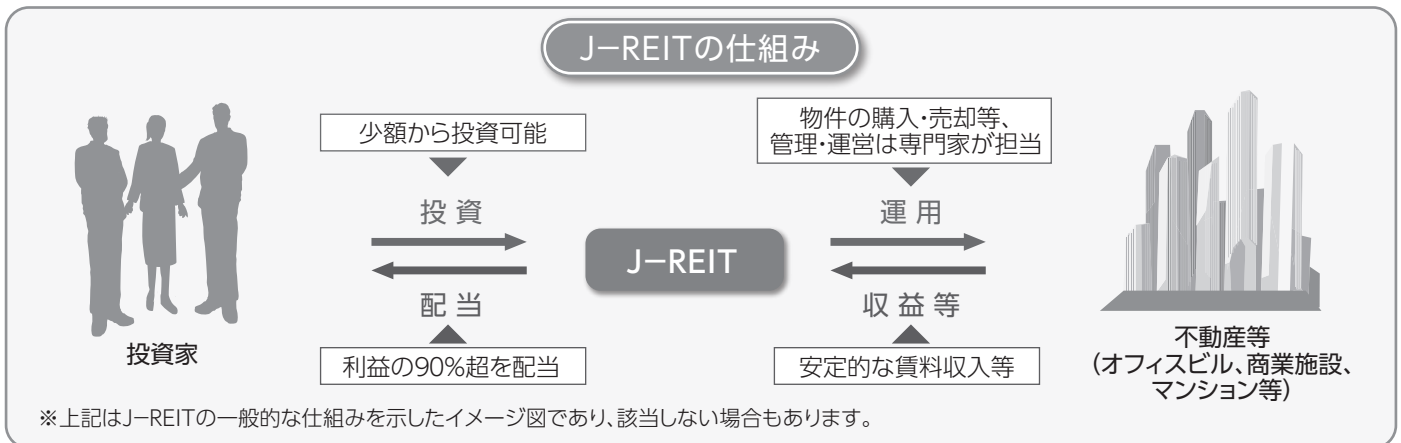 J−REITの仕組み
少額から投資可能
投資
配当
利益の90%超を配当
投資家
J−REIT
物件の購入・売却等、
管理・運営は専門家が担当
運用
収益等
安定的な賃料収入等
不動産等
(オフィスビル、商業施設、
マンション等)
※上記はJ−REITの一般的な仕組みを示したイメージ図であり、該当しない場合もあります。